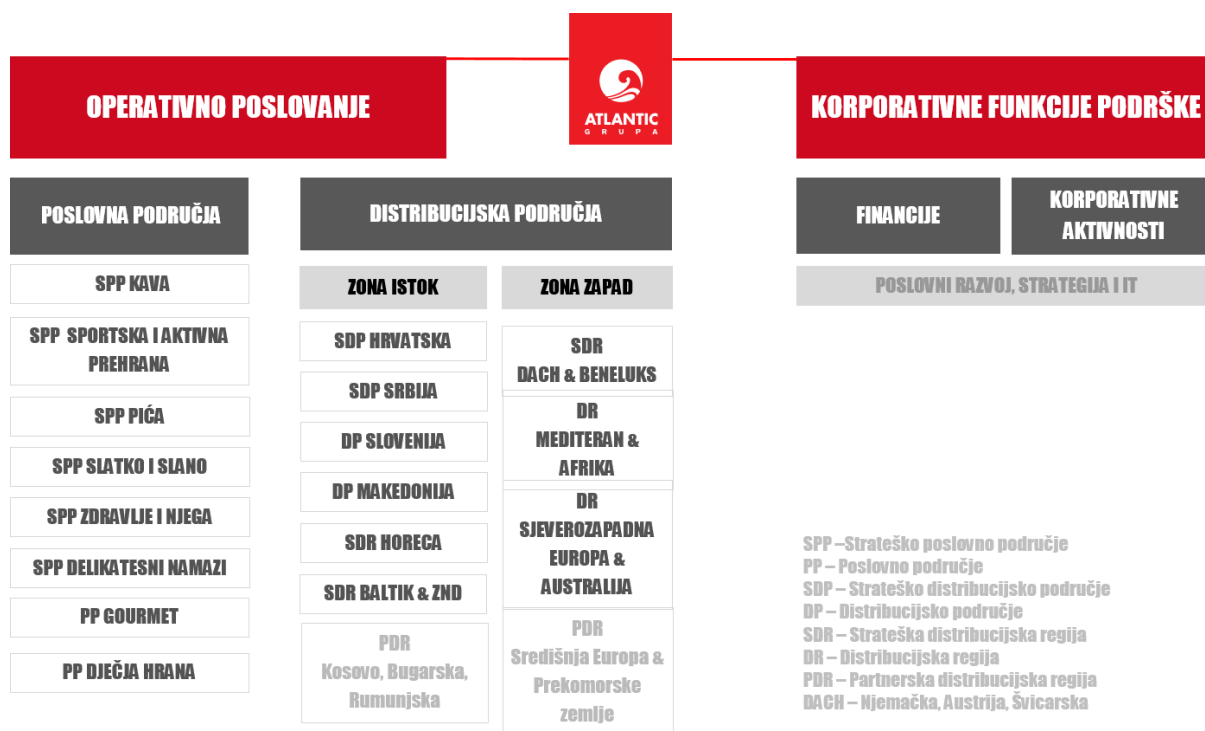 OPERATIVNO POSLOVANJE
ATLANTIC
GRUPA
KORPORATIVNE FUNKCIJE PODRŠKE
POSLOVNA PODRUČJA
SPP KAVA
SPP SPORTSKA I AKTIVNA
PREHRANA
SPP PIĆA
SPP SLATKO I SLANO
SPP ZDRAVLJE I NJEGA
SPP DELIKATESNI NAMAZI
PP GOURMET
PP DJEČJA HRANA
DISTRIBUCIJSKA PODRUČJA
ZONA ISTOK
SDP HRVATSKA
SDP SRBIJA
DP SLOVENIJA
DP MAKEDONIJA
SDR HORECA
SDR BALTIK & ZND
PDR
Kosovo, Bugarska,
Rumunjska
ZONA ZAPAD
SDR
DACH & BENELUKS
DR
MEDITERAN &
AFRIKA
DR
SJEVEROZAPADNA
EUROPA &
AUSTRALIJA
PDR
Središnja Europa &
Prekomorske
zemlje
FINANCIJE
KORPORATIVNE
AKTIVNOSTI
POSLOVNI RAZVOJ, STRATEGIJA I IT
SPP –Strateško poslovno područje
PP – Poslovno područje
SDP – Strateško distribucijsko područje
DP – Distribucijsko područje
SDR – Strateška distribucijska regija
DR – Distribucijska regija
PDR – Partnerska distribucijska regija
DACH – Njemačka, Austrija, Švicarska